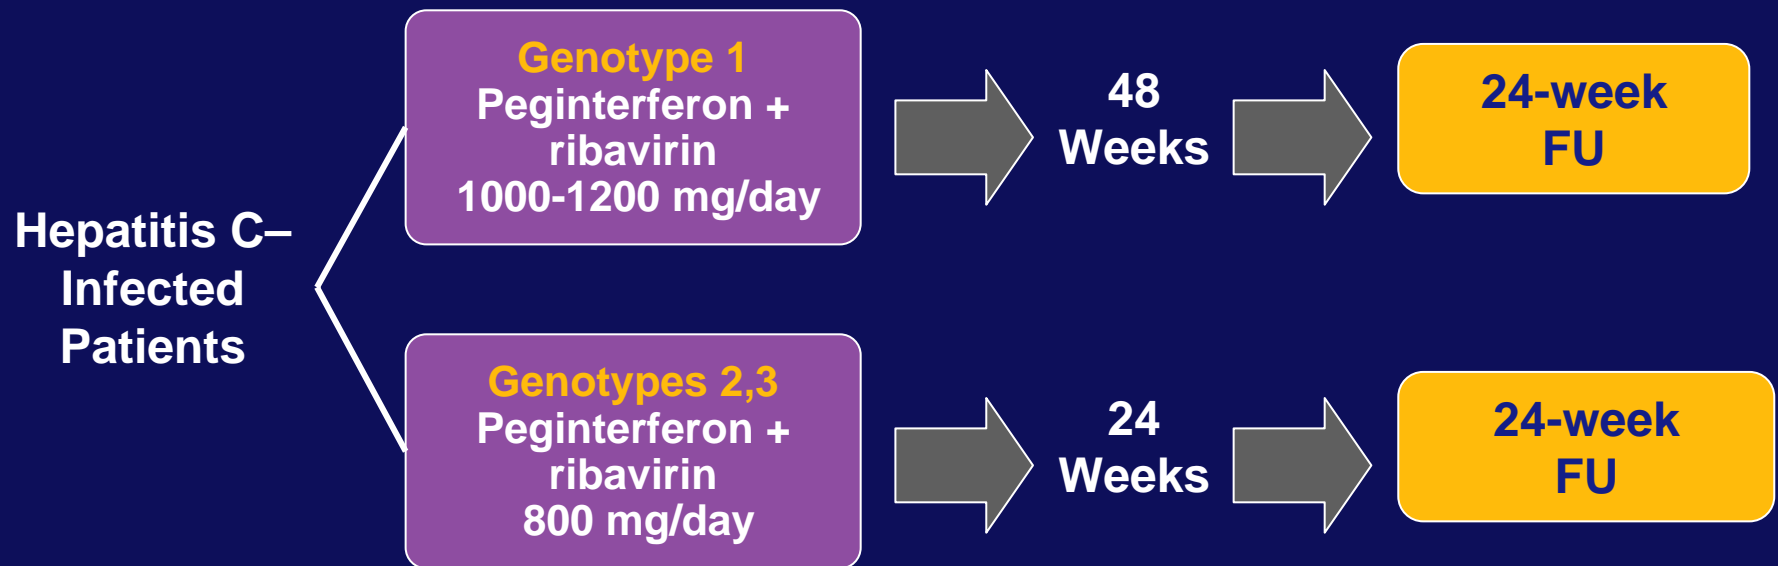 Hepatitis C–
Infected
Patients
Genotype 1
Peginterferon +
ribavirin
1000-1200 mg/day
48
Weeks
24-week
FU
Genotypes 2,3
Peginterferon +
ribavirin
800 mg/day
24
Weeks
24-week
FU